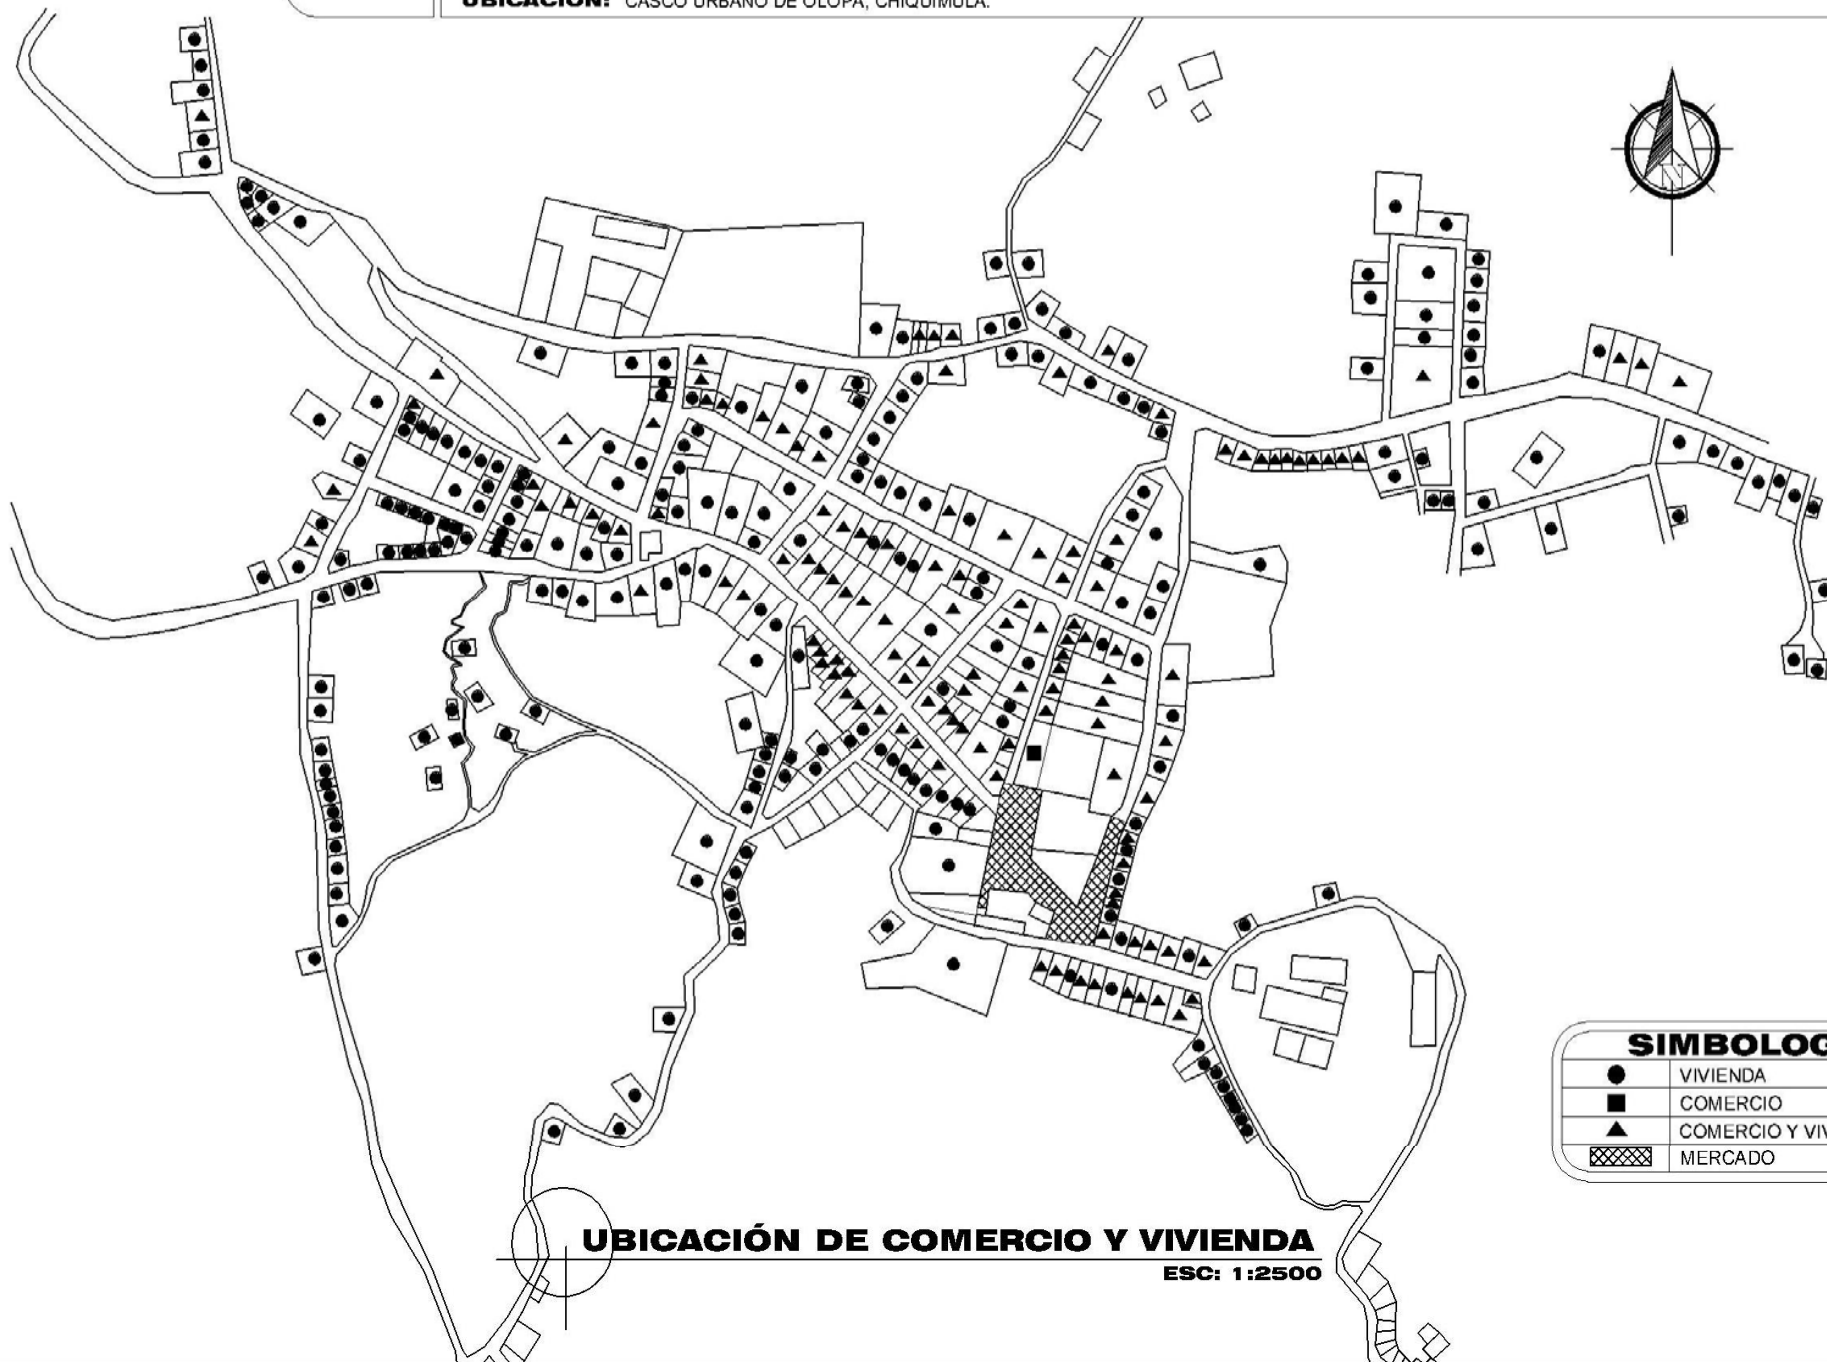 UBICACIÓN: CASCO URBANO DE OLOPA, CHIQUIMULA.
N
SIMBOLOG
VIVIENDA
COMERCIO
COMERCIO Y VIV
MERCADO
UBICACIÓN DE COMERCIO Y VIVIENDA
ESC: 1:2500